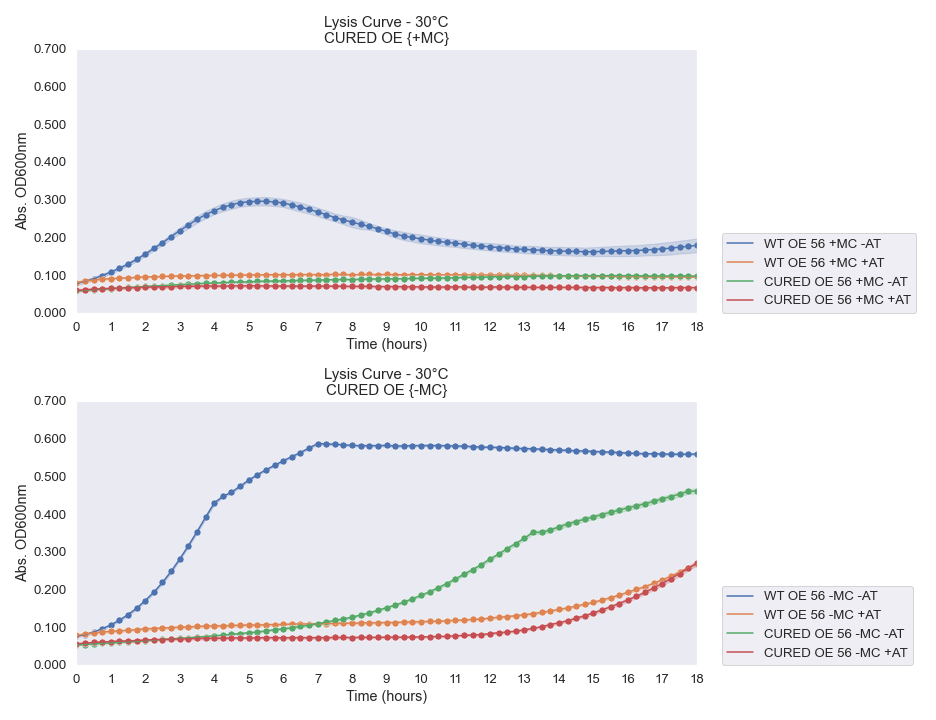 Lysis Curve - 30°C
CURED OE {+MC}
0.700
0.600
0.500
0.400
0.300
0.200
0.100
0.000
Abs. OD600nm
0 1 2 3 4 5 6 7 8 9 10 11 12 13 14 15 16 17 18
Time (hours)
WT OE 56 +MC -AT
WT OE 56 +MC +AT
CURED OE 56 +MC -AT
CURED OE 56 +MC +AT
Lysis Curve - 30°C
CURED OE {-MC}
0.700
0.600
0.500
0.400
0.300
0.200
0.100
0.000
Abs. OD600nm
0 1 2 3 4 5 6 7 8 9 10 11 12 13 14 15 16 17 18
Time (hours)
WT OE 56 -MC -AT
WT OE 56 -MC +AT
CURED OE 56 -MC -AT
CURED OE 56 -MC +AT